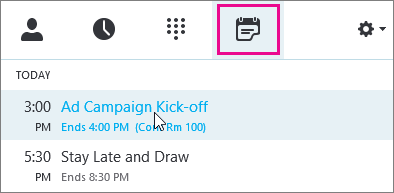 TODAY
3:00 Ad Campaign Kick-off
PM Ends 4:00 PM (Conf Rm 100)
5:30 Stay Late and Draw
PM Ends 8:30 PM